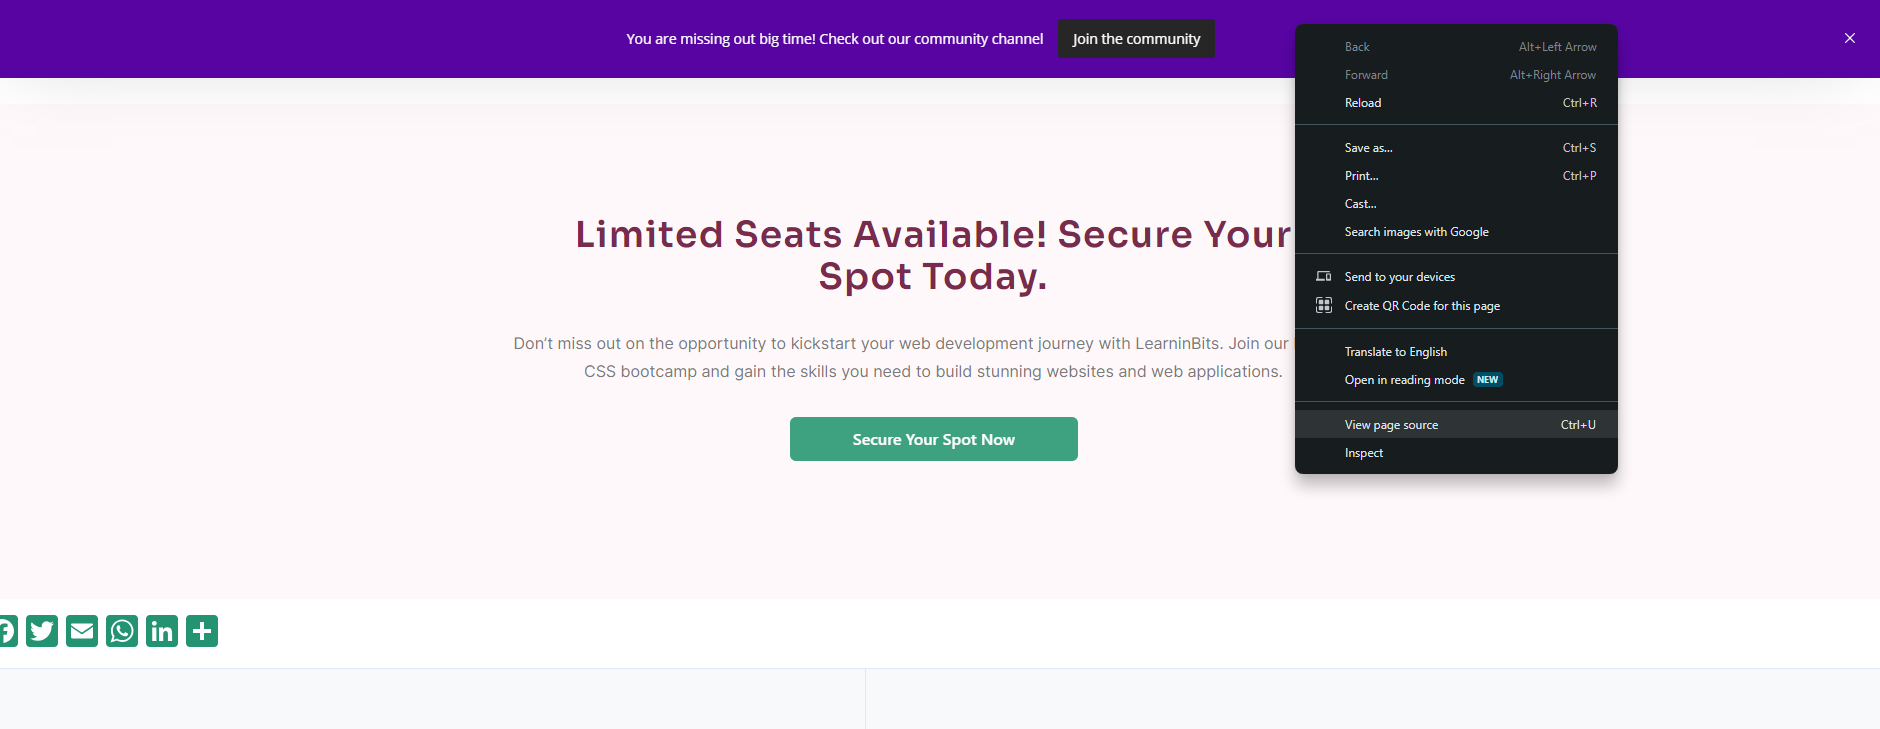 You are missing out big time! Check out our community channel
Join the community
Back Alt+Left Arrow
Forward Alt+Right Arrow
Reload Ctrl+R
Save as... Ctrl+S
Print... Ctrl+P
Cast...
Search images with Google
Send to your devices
Create QR Code for this page
Translate to English
Open in reading mode NEW
View page source Ctrl+U
Inspect
Limited Seats Available! Secure Your
Spot Today.
Don’t miss out on the opportunity to kickstart your web development journey with LearninBits. Join our
CSS bootcamp and gain the skills you need to build stunning websites and web applications.
Secure Your Spot Now